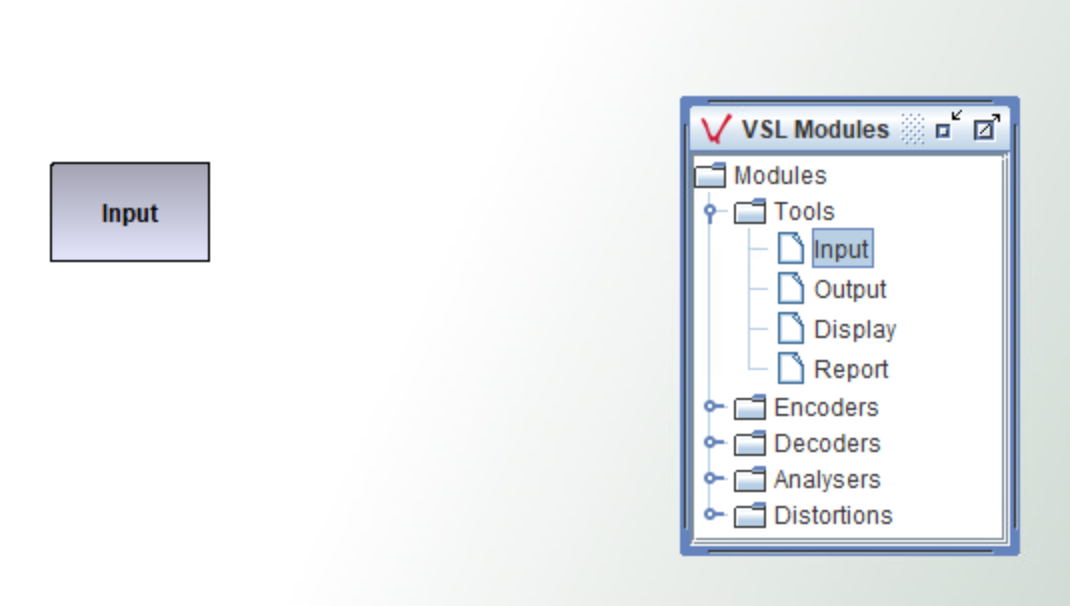 Input
VSL Modules
Modules
Tools
Input
Output
Display
Report
Encoders
Decoders
Analysers
Distortions